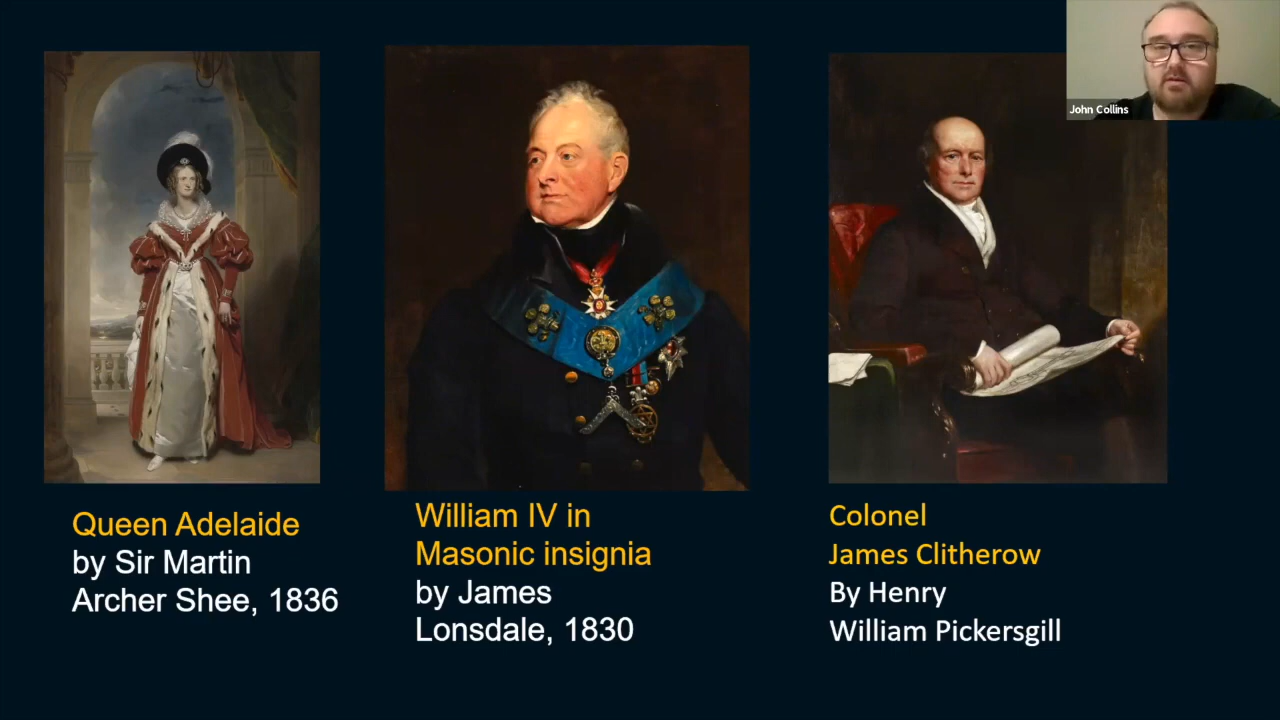 John Collins
Queen Adelaide
by Sir Martin
Archer Shee, 1836
William IV in
Masonic insignia
by James
Lonsdale, 1830
Colonel
James Clitherow
By Henry
William Pickersgill